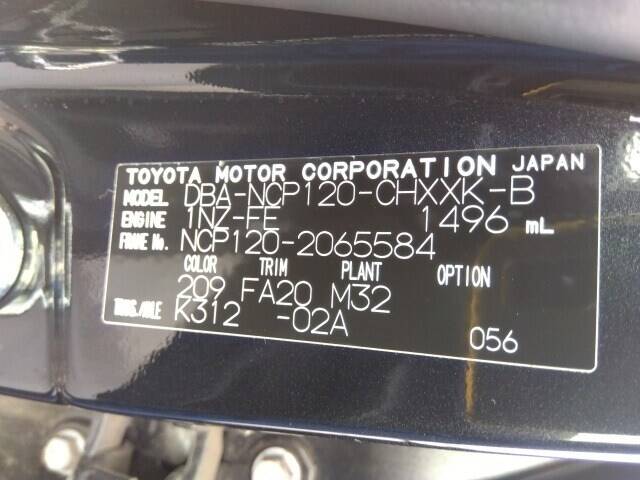 TOYOTA MOTOR CORPORATION JAPAN
MODEL DBA-NCP120-CHXXK-B
ENGINE 1NZ-FE 1496 mL
FRAME No. NCP120-2065584
COLOR TRIM PLANT OPTION
209 FA20 M32
TRANS./AXLE K312 -02A
056